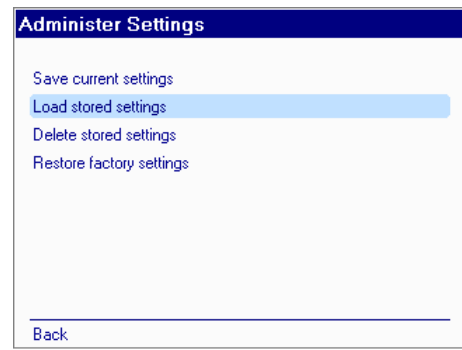 Administer Settings
Save current settings
Load stored settings
Delete stored settings
Restore factory settings
Back